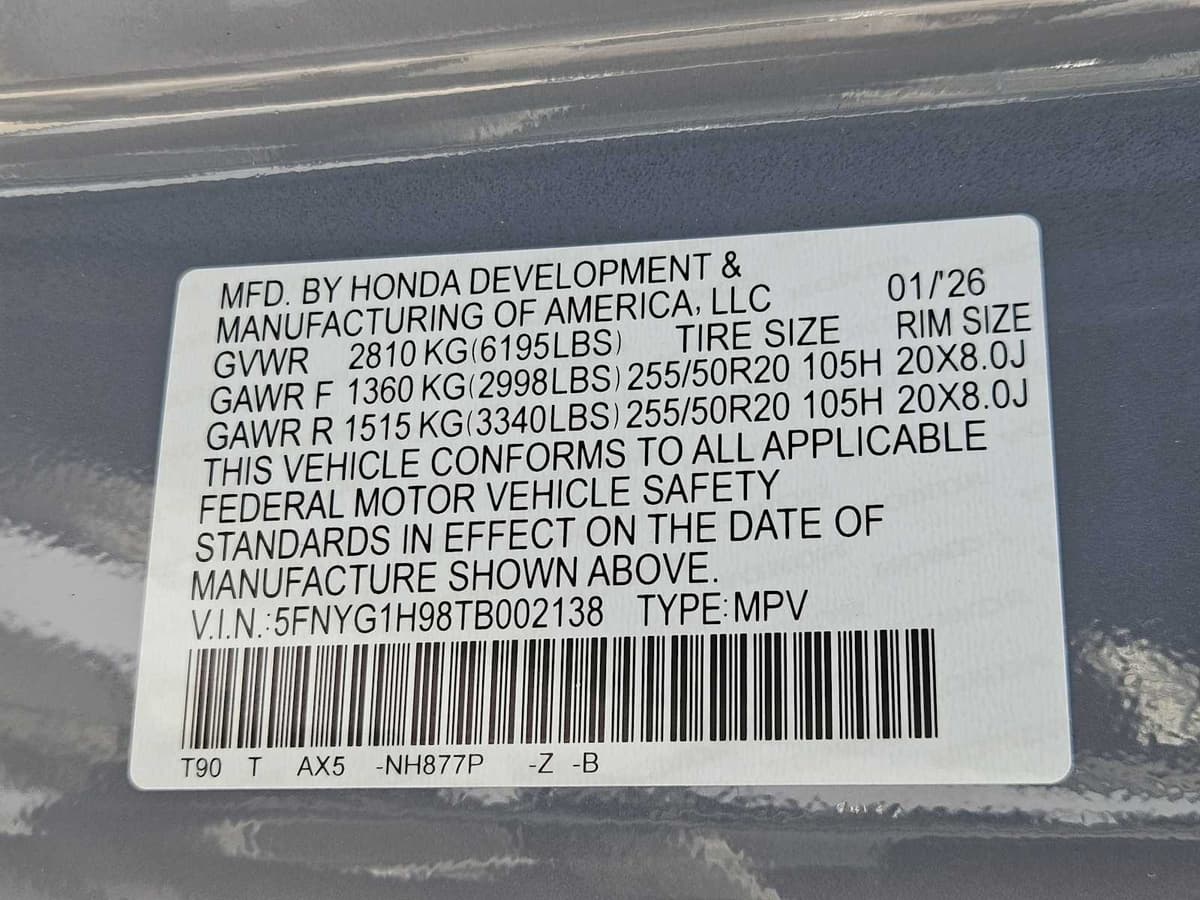 MFD. BY HONDA DEVELOPMENT &
MANUFACTURING OF AMERICA, LLC 01/'26
GVWR 2810 KG(6195LBS) TIRE SIZE RIM SIZE
GAWR F 1360 KG(2998LBS) 255/50R20 105H 20X8.0J
GAWR R 1515 KG(3340LBS) 255/50R20 105H 20X8.0J
THIS VEHICLE CONFORMS TO ALL APPLICABLE
FEDERAL MOTOR VEHICLE SAFETY
STANDARDS IN EFFECT ON THE DATE OF
MANUFACTURE SHOWN ABOVE.
V.I.N.:5FNYG1H98TB002138 TYPE:MPV
T90 T AX5 -NH877P -Z -B